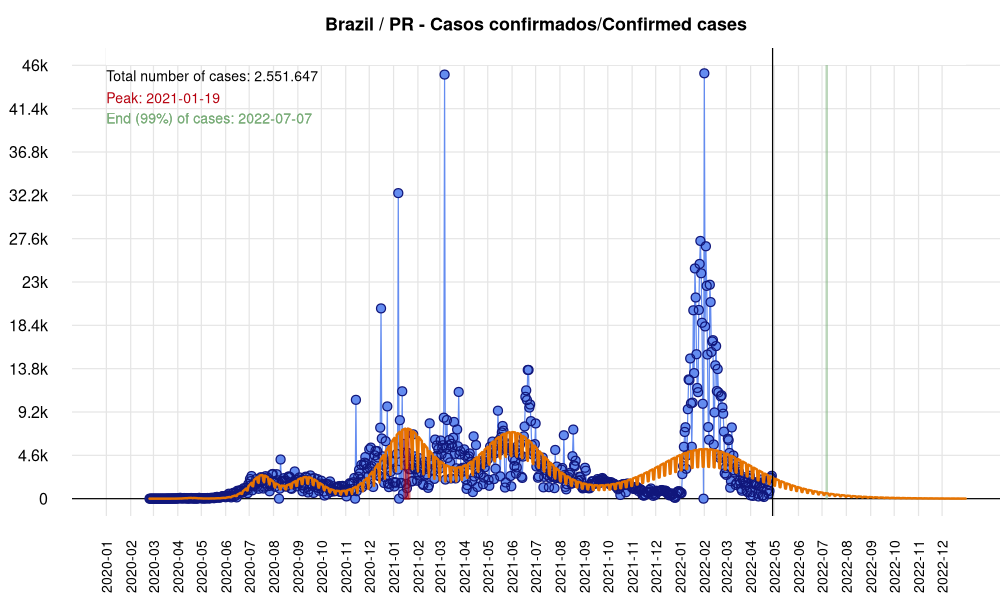 Brazil / PR - Casos confirmados/Confirmed cases
Total number of cases: 2.551.647
Peak: 2021-01-19
End (99%) of cases: 2022-07-07
46k
41.4k
36.8k
32.2k
27.6k
23k
18.4k
13.8k
9.2k
4.6k
0
2020-01
2020-02
2020-03
2020-04
2020-05
2020-06
2020-07
2020-08
2020-09
2020-10
2020-11
2020-12
2021-01
2021-02
2021-03
2021-04
2021-05
2021-06
2021-07
2021-08
2021-09
2021-10
2021-11
2021-12
2022-01
2022-02
2022-03
2022-04
2022-05
2022-06
2022-07
2022-08
2022-09
2022-10
2022-11
2022-12